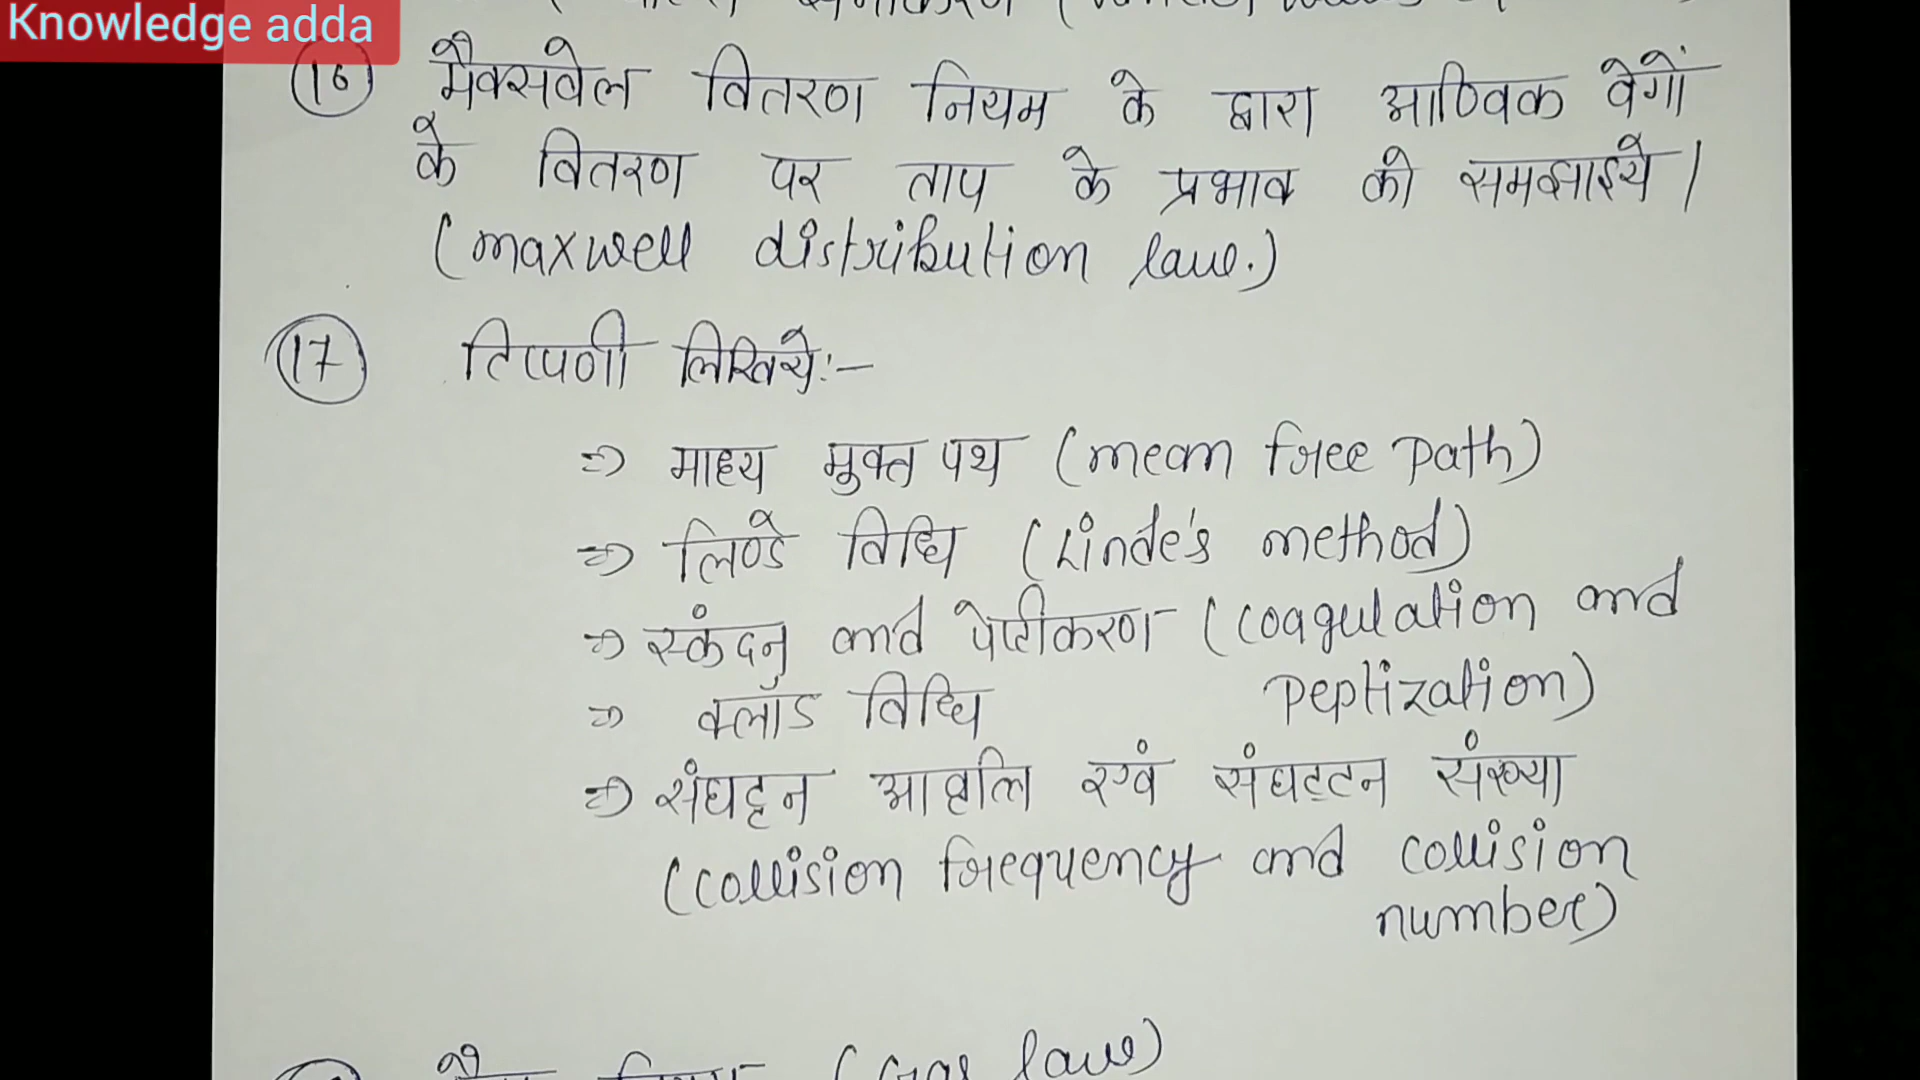 Knowledge adda
(16) मैक्सवेल वितरण नियम के द्वारा आण्विक वेगों
के वितरण पर ताप के प्रभाव को समझाइये।
(maxwell distribution law.)
(17) टिप्पणी लिखिये:-
⇒ माध्य मुक्त पथ (mean free path)
⇒ लिण्डे विधि (Linde's method)
⇒ स्कंदन and पेप्टीकरण (coagulation and
peptization)
⇒ क्लॉड विधि
⇒ संघट्टन आवृत्ति एवं संघट्टन संख्या
(collision frequency and collision
number)
(Gas law)